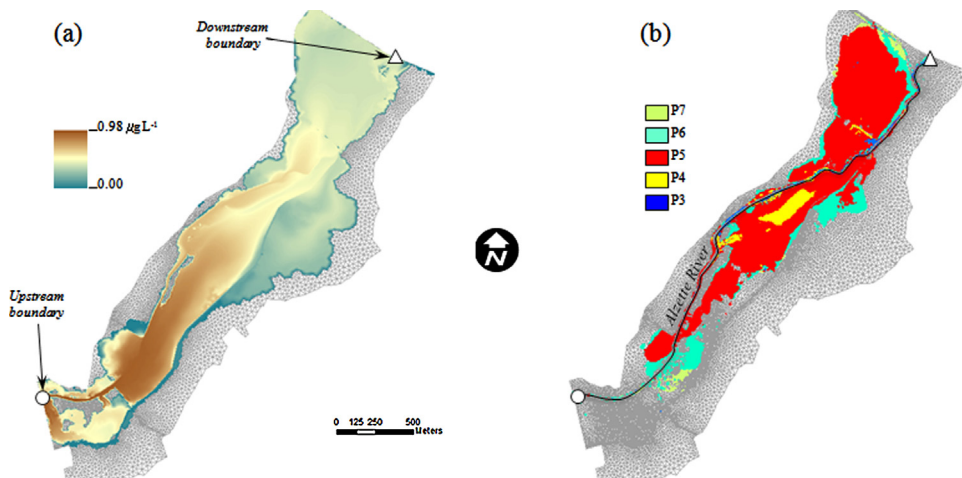 (a)
Downstream
boundary
0.98 µgL⁻¹
0.00
Upstream
boundary
0 125 250 500
Meters
N
(b)
P7
P6
P5
P4
P3
Alzette River